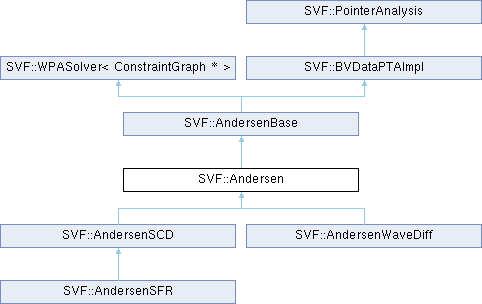 SVF::PointerAnalysis
SVF::WPASolver< ConstraintGraph * >
SVF::BVDataPTAImpl
SVF::AndersenBase
SVF::Andersen
SVF::AndersenSCD
SVF::AndersenWaveDiff
SVF::AndersenSFR